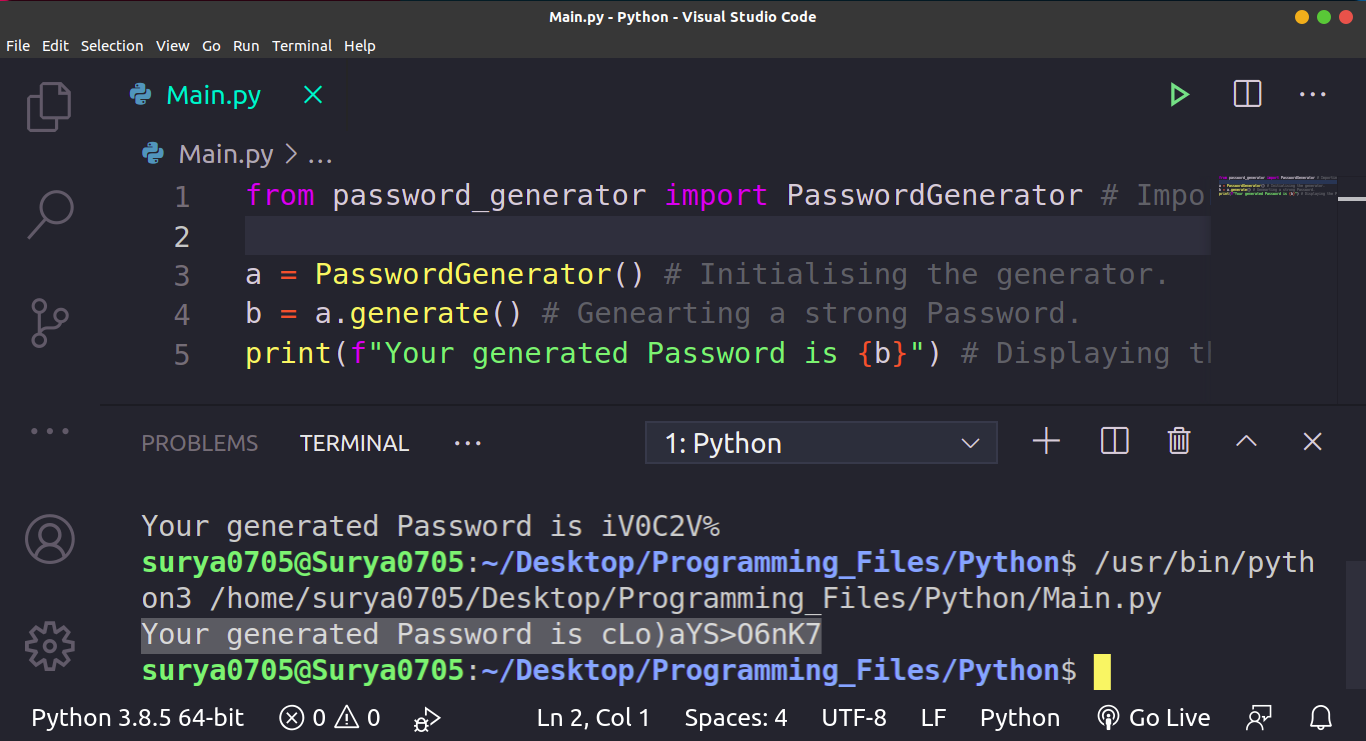 Main.py - Python - Visual Studio Code
File Edit Selection View Go Run Terminal Help
Main.py
Main.py > ...
1 from password_generator import PasswordGenerator # Impo
2
3 a = PasswordGenerator() # Initialising the generator.
4 b = a.generate() # Genearting a strong Password.
5 print(f"Your generated Password is {b}") # Displaying th
PROBLEMS TERMINAL ... 1: Python
Your generated Password is iV0C2V%
surya0705@Surya0705:~/Desktop/Programming_Files/Python$ /usr/bin/pyth
on3 /home/surya0705/Desktop/Programming_Files/Python/Main.py
Your generated Password is cLo)aYS>O6nK7
surya0705@Surya0705:~/Desktop/Programming_Files/Python$
Python 3.8.5 64-bit 0 0 Ln 2, Col 1 Spaces: 4 UTF-8 LF Python Go Live